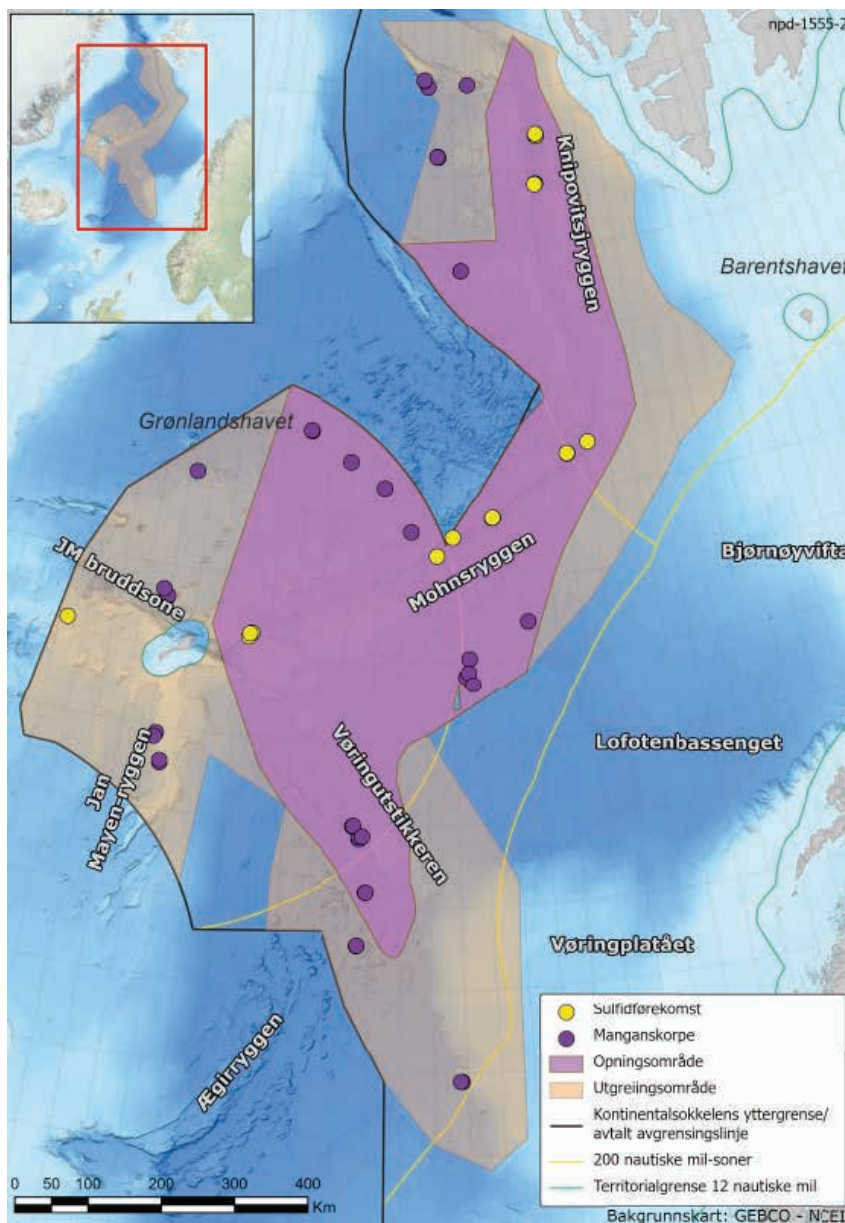 npd-1555-2
Knipovitsjryggen
Barentshavet
Grønlandshavet
JM bruddsone
Mohnsryggen
Bjørnøyvifta
Lofotenbassenget
Jan
Mayen-ryggen
Vøringutstikkeren
Vøringplatået
Ægirryggen
Sulfidførekomst
Manganskorpe
Opningsområde
Utgreiingsområde
Kontinentalsokkelens yttergrense/
avtalt avgrensingslinje
200 nautiske mil-soner
Territorialgrense 12 nautiske mil
0 100 200 300 400
Km
Bakgrunnskart: GEBCO - NCEI